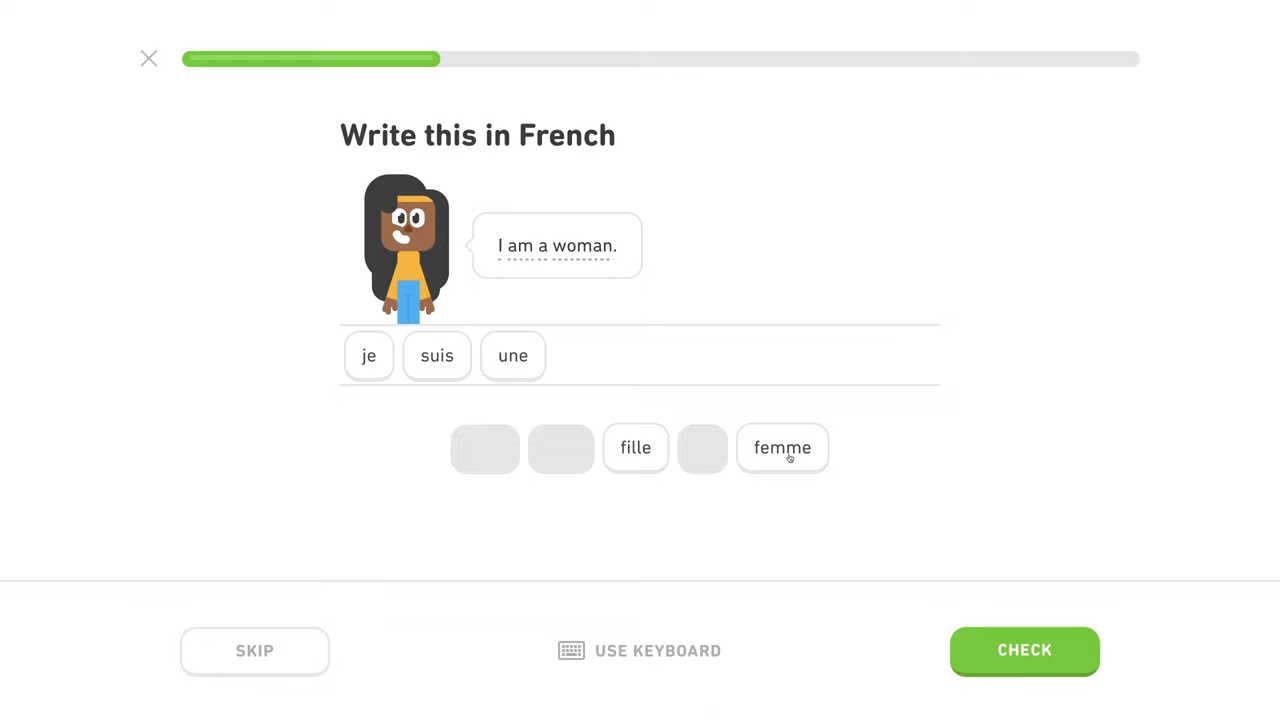 Write this in French
I am a woman.
je suis une
fille femme
SKIP USE KEYBOARD CHECK